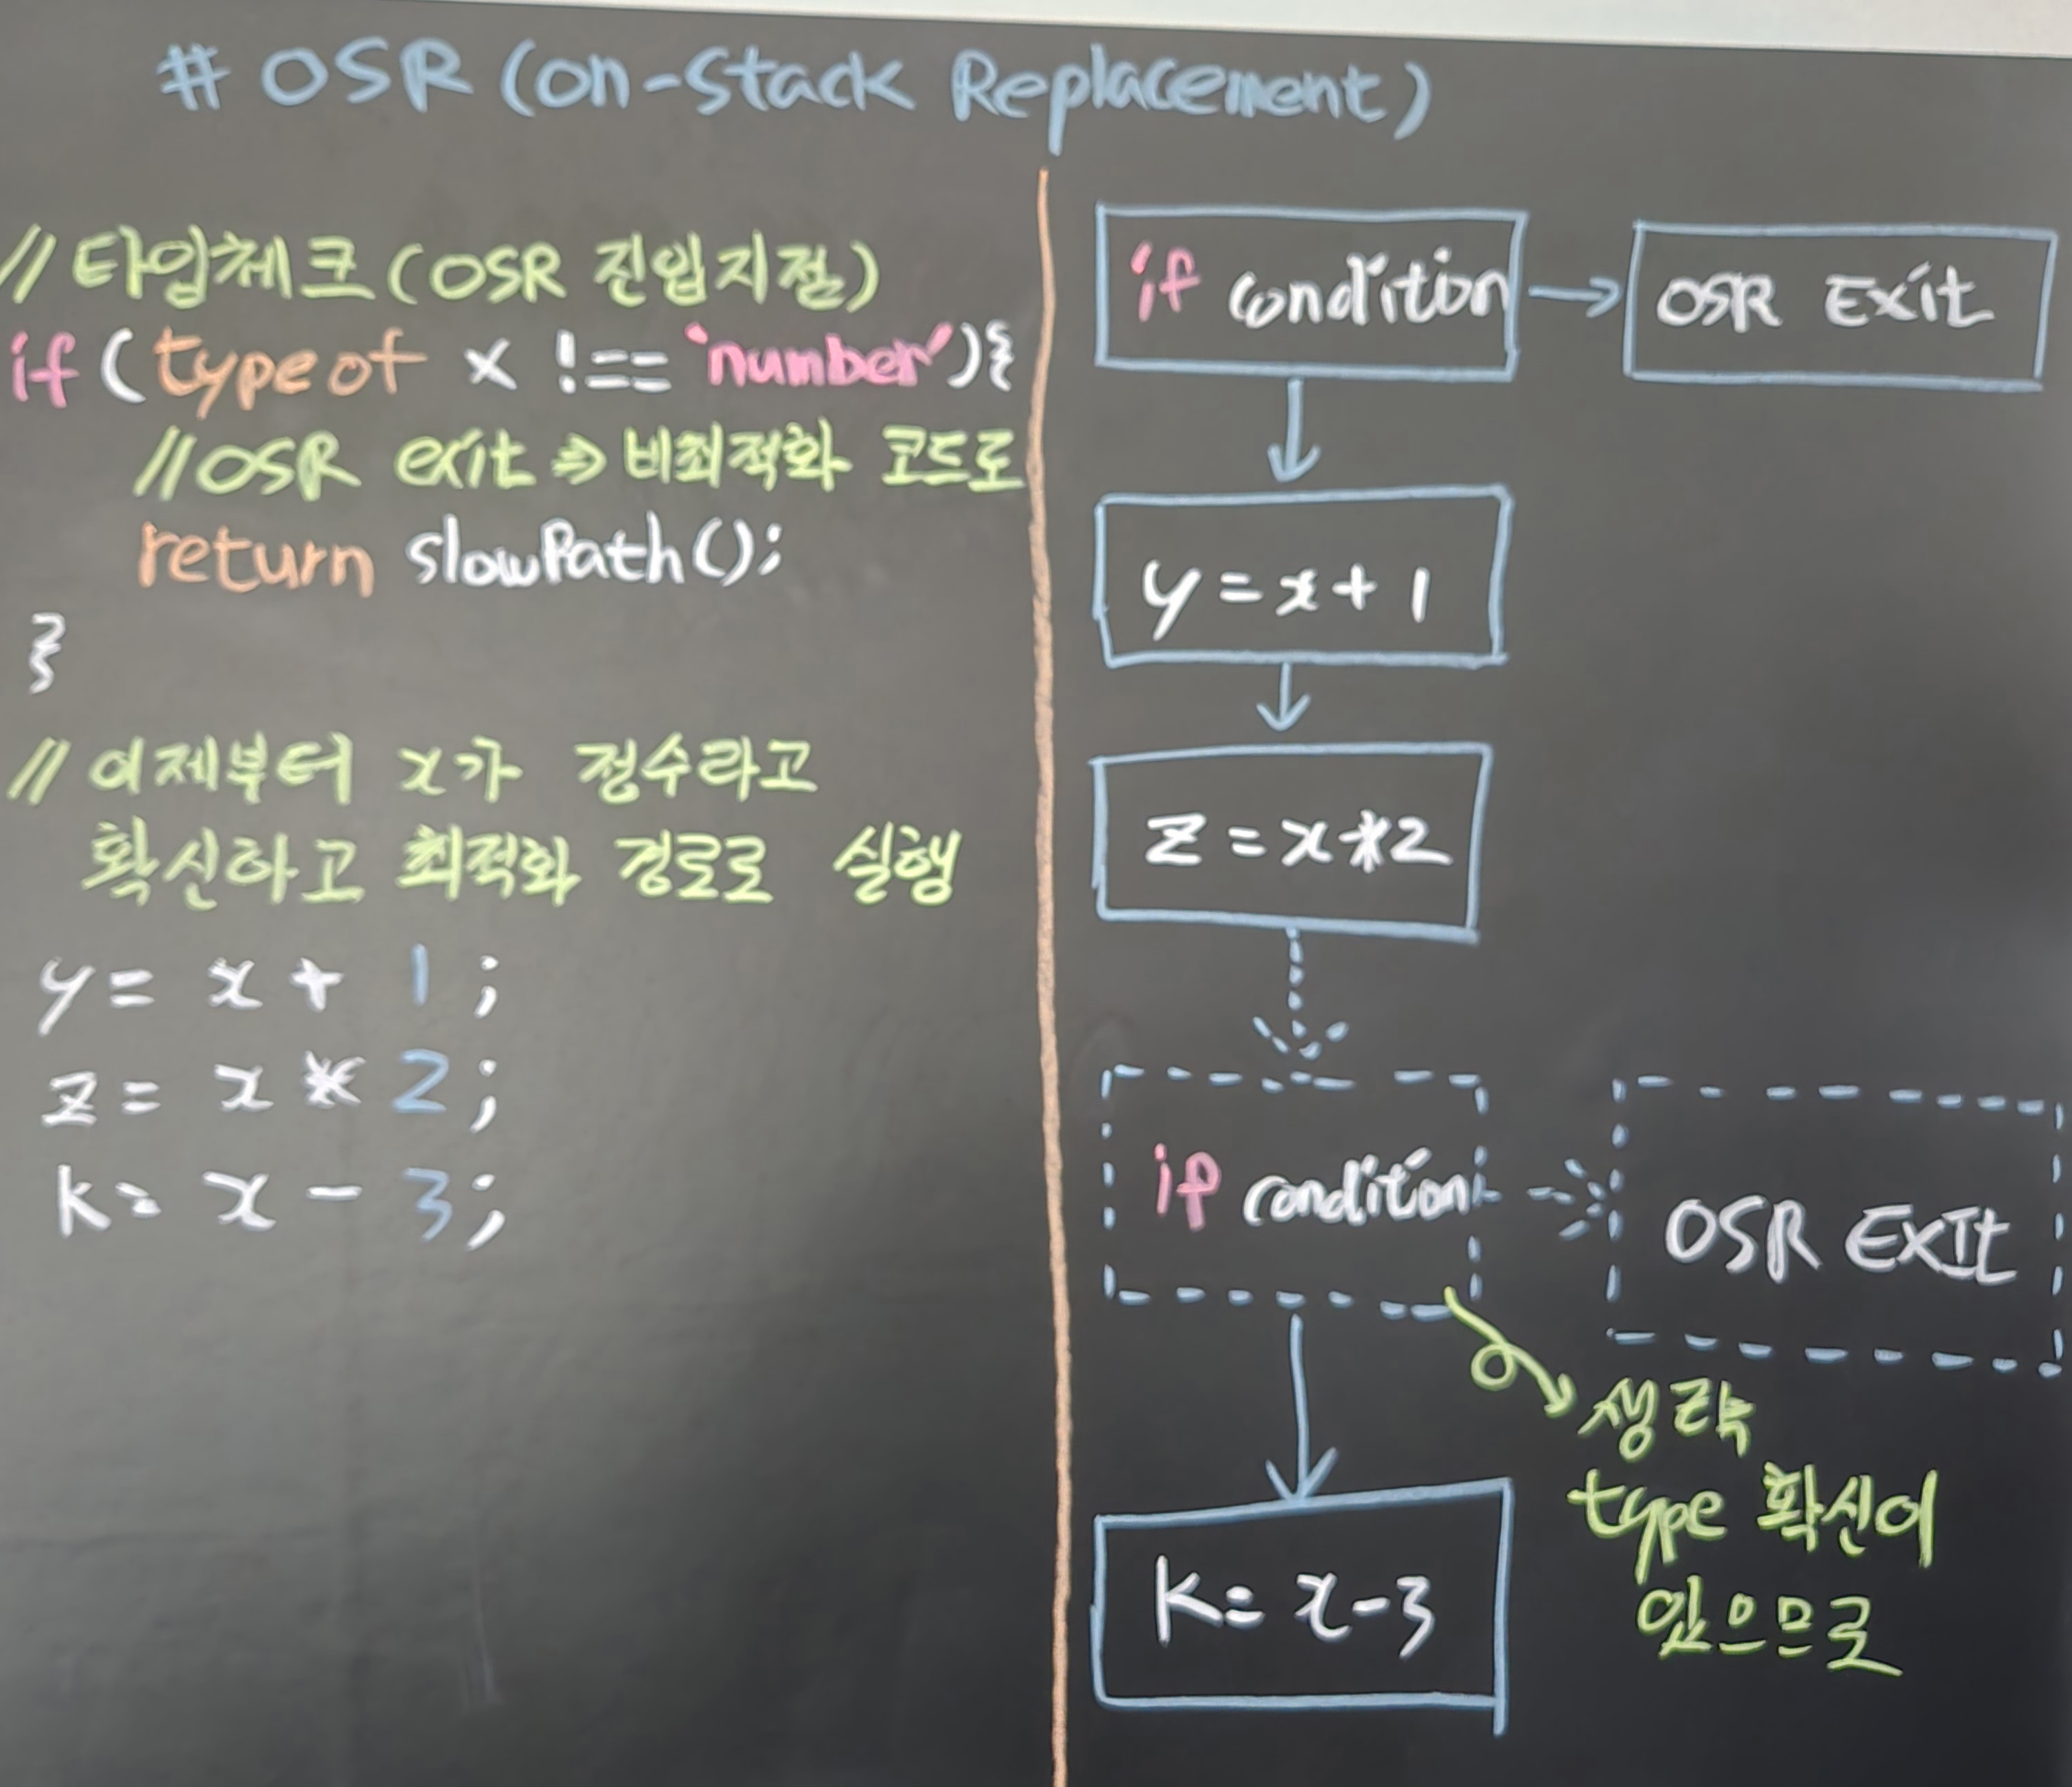 # OSR (on-Stack Replacement)
// 타입체크 (OSR 진입지점)
if (typeof x !== 'number'){
//OSR exit ⇒ 비최적화 코드로
return slowPath();
}
// 이제부터 x가 정수라고
확신하고 최적화 경로로 실행
y = x + 1;
z = x * 2;
k = x - 3;
if condition → OSR Exit
y = x + 1
z = x * 2
if condition → OSR EXIt
생략
type 확신이
있으므로
k = x - 3